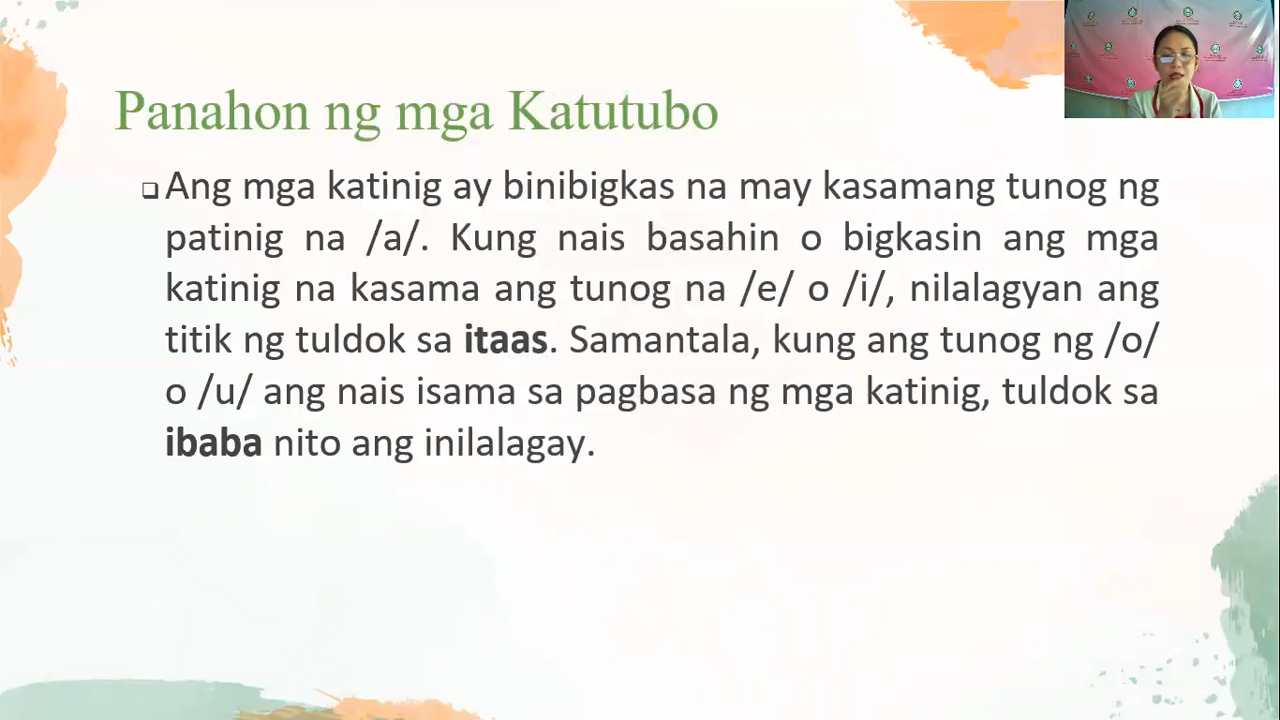 Panahon ng mga Katutubo
❑ Ang mga katinig ay binibigkas na may kasamang tunog ng
patinig na /a/. Kung nais basahin o bigkasin ang mga
katinig na kasama ang tunog na /e/ o /i/, nilalagyan ang
titik ng tuldok sa itaas. Samantala, kung ang tunog ng /o/
o /u/ ang nais isama sa pagbasa ng mga katinig, tuldok sa
ibaba nito ang inilalagay.